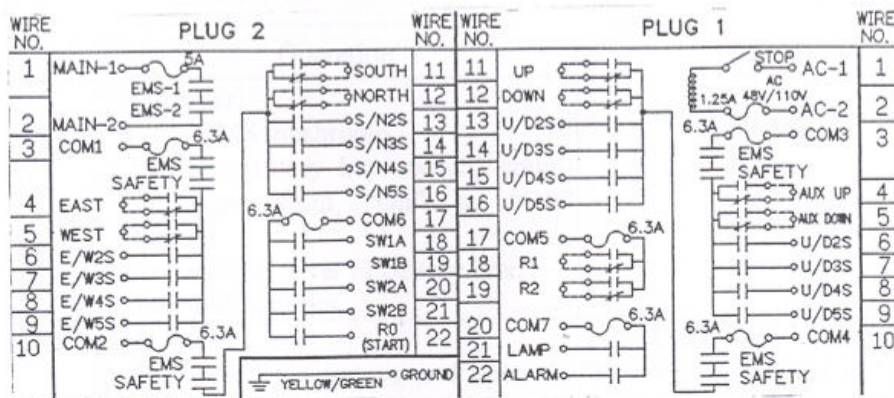 WIRE NO. PLUG 2 WIRE NO. WIRE NO. PLUG 1 WIRE NO.
1 MAIN-1 5A
EMS-1
EMS-2
2 MAIN-2
3 COM1 6.3A
EMS
SAFETY
4 EAST
5 WEST
6 E/W2S
7 E/W3S
8 E/W4S
9 E/W5S
10 COM2 6.3A
EMS
SAFETY
SOUTH 11
NORTH 12
S/N2S 13
S/N3S 14
S/N4S 15
S/N5S 16
6.3A COM6 17
SW1A 18
SW1B 19
SW2A 20
SW2B 21
R0 (START) 22
YELLOW/GREEN GROUND
11 UP
12 DOWN
13 U/D2S
14 U/D3S
15 U/D4S
16 U/D5S
17 COM5 6.3A
18 R1
19 R2
20 COM7 6.3A
21 LAMP
22 ALARM
STOP AC-1 1
AC
48V/110V
1.25A AC-2 2
6.3A COM3 3
EMS
SAFETY
AUX UP 4
AUX DOWN 5
U/D2S 6
U/D3S 7
U/D4S 8
U/D5S 9
6.3A COM4 10
EMS
SAFETY